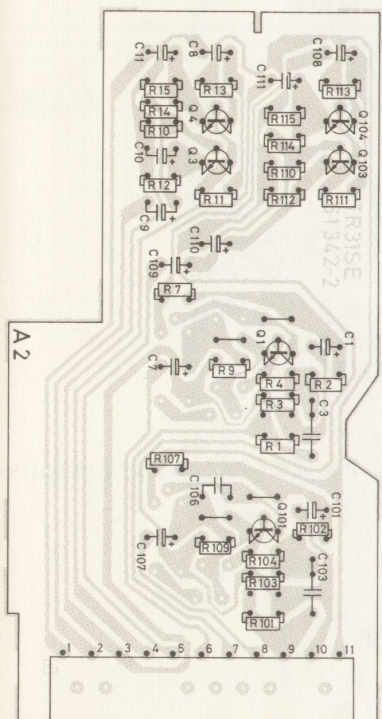 C11
C8
C108
C111
R15
R13
R113
R14
Q4
R115
Q104
R10
R114
C10
Q3
R110
Q103
R12
R11
R112
R111
C9
C110
C109
R7
R31SE
51342-2
A2
Q1
C1
C7
R9
R4
R2
R3
C3
R1
R107
C106
Q101
C101
R102
C107
R109
R104
C103
R103
R101
1 2 3 4 5 6 7 8 9 10 11